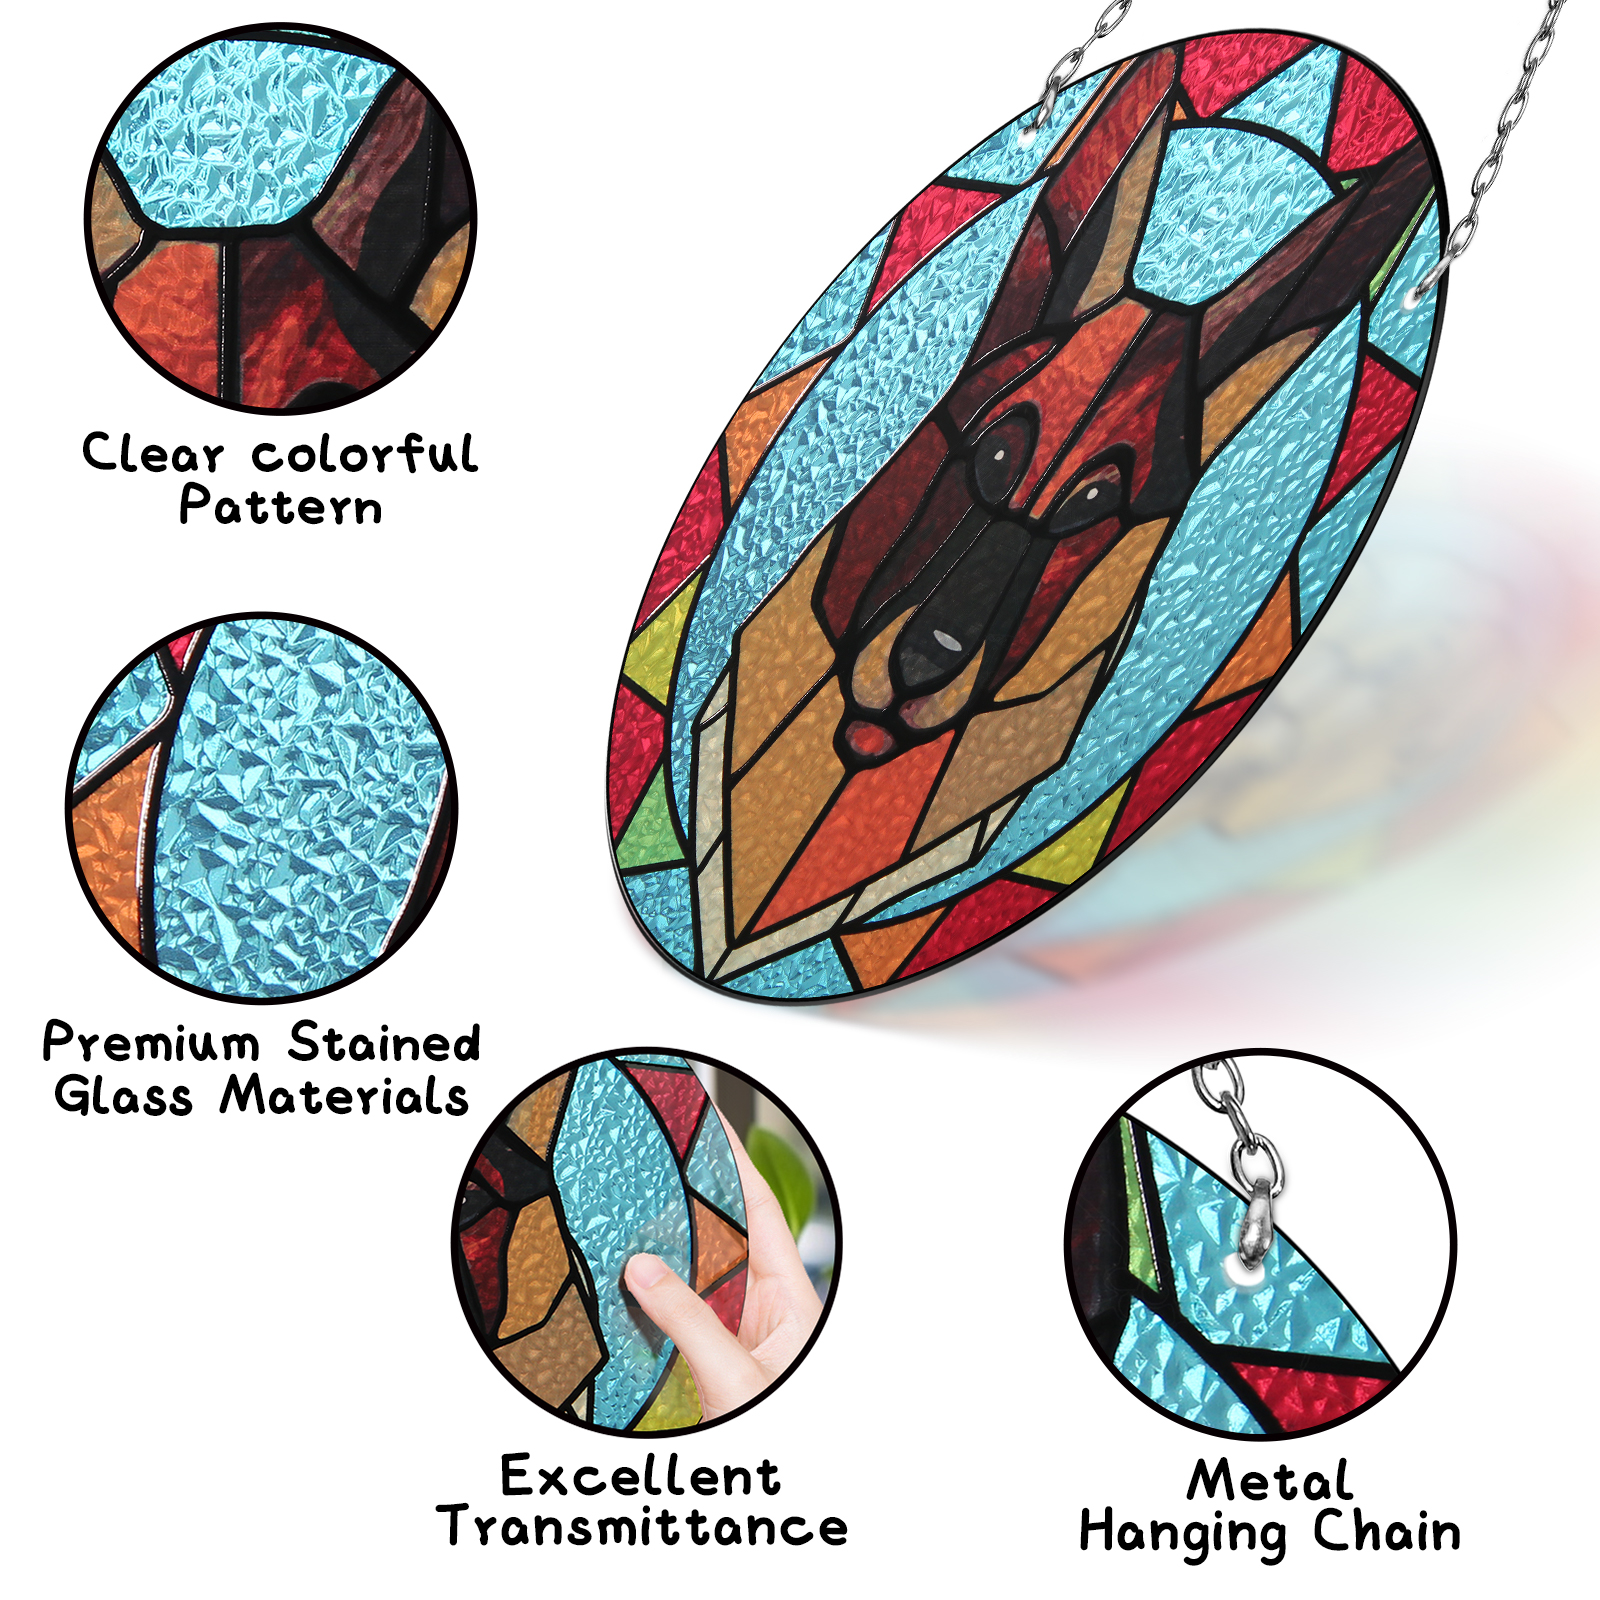 Clear colorful
Pattern
Premium Stained
Glass Materials
Excellent
Transmittance
Metal
Hanging Chain